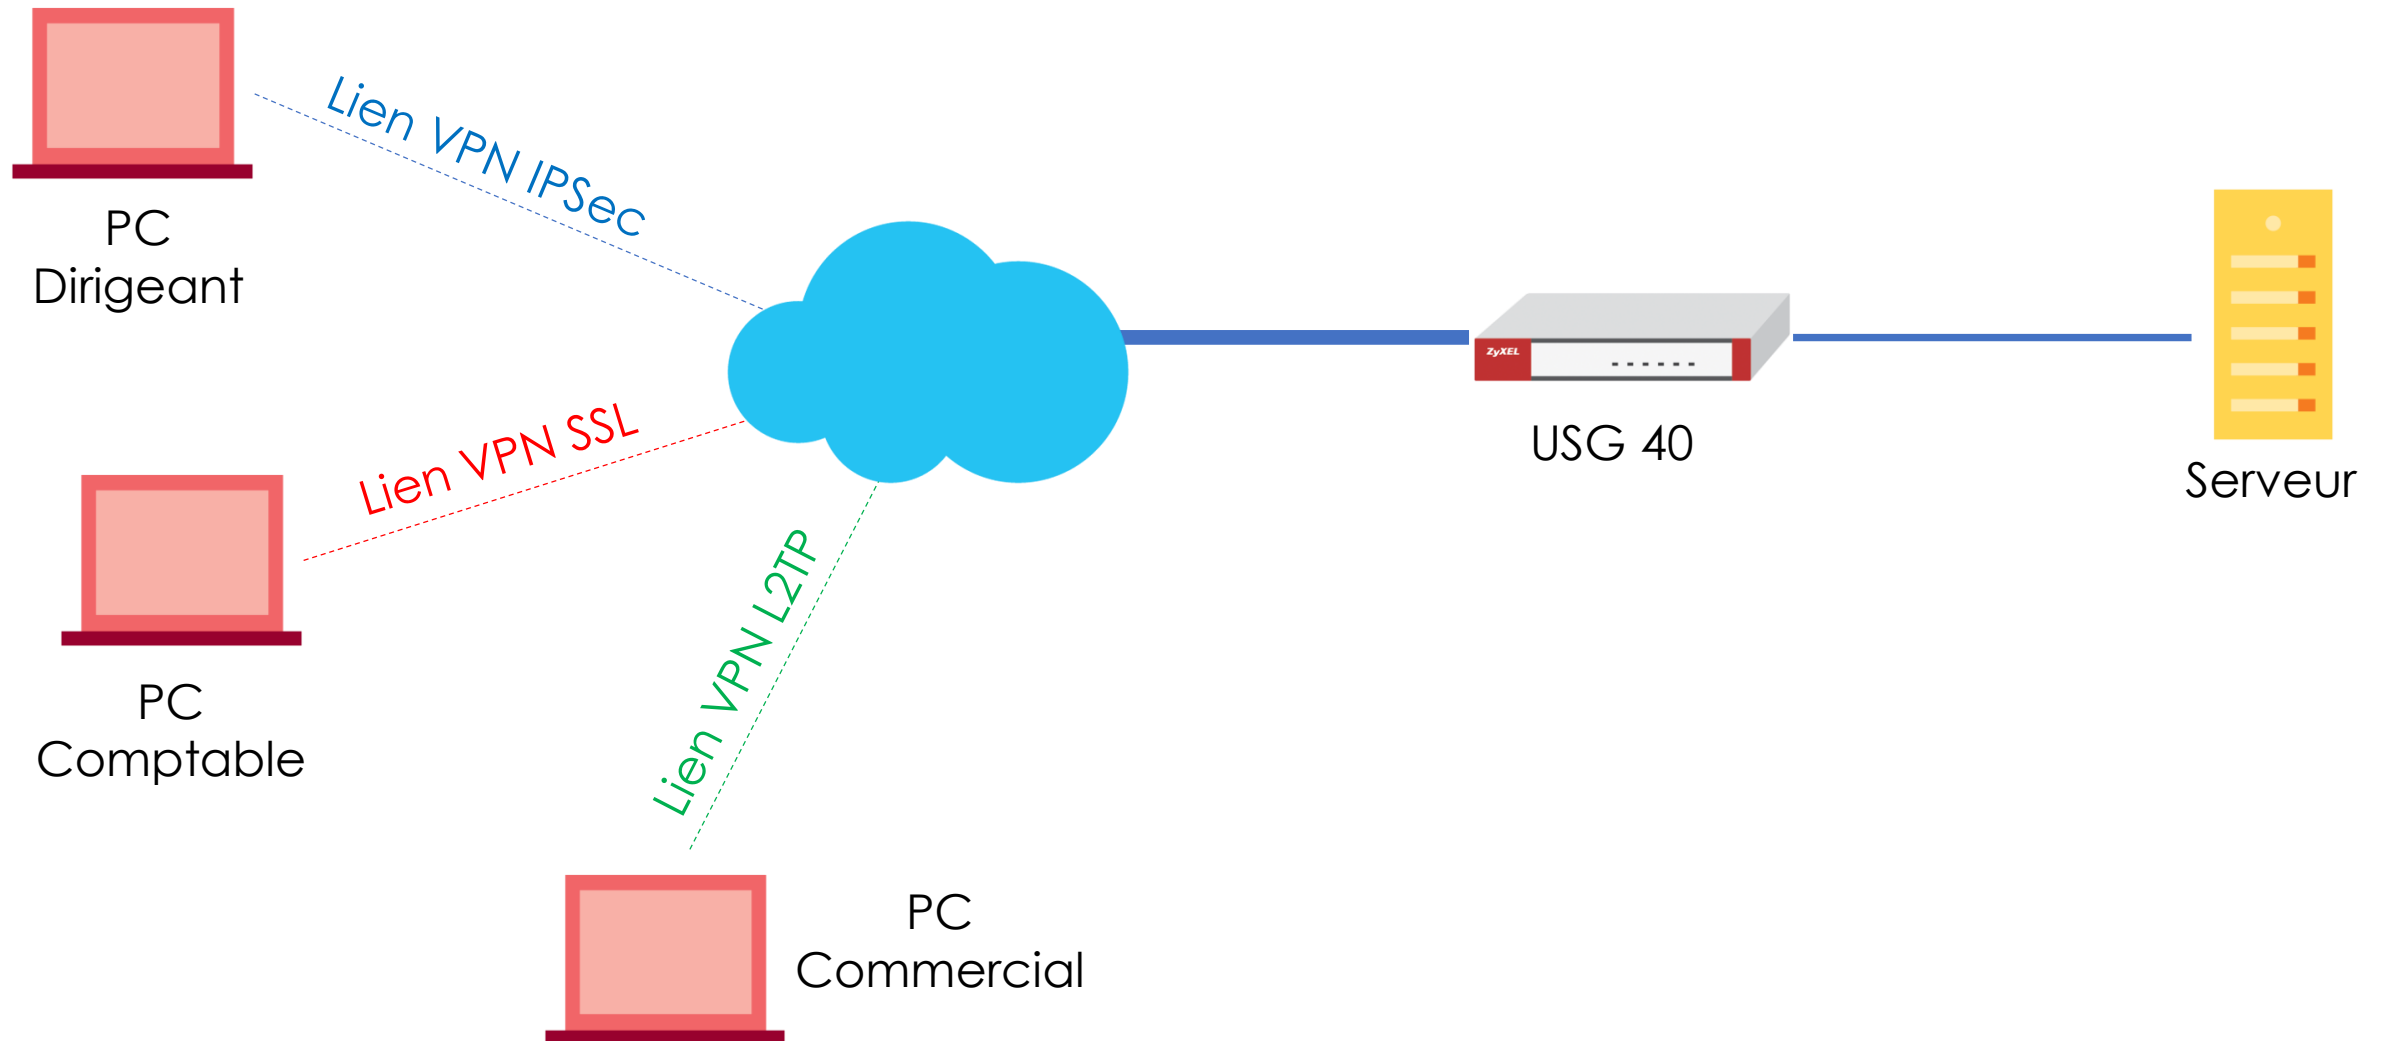 PC
Dirigeant
Lien VPN IPSec
ZyXEL
USG 40
Serveur
Lien VPN SSL
PC
Comptable
Lien VPN L2TP
PC
Commercial